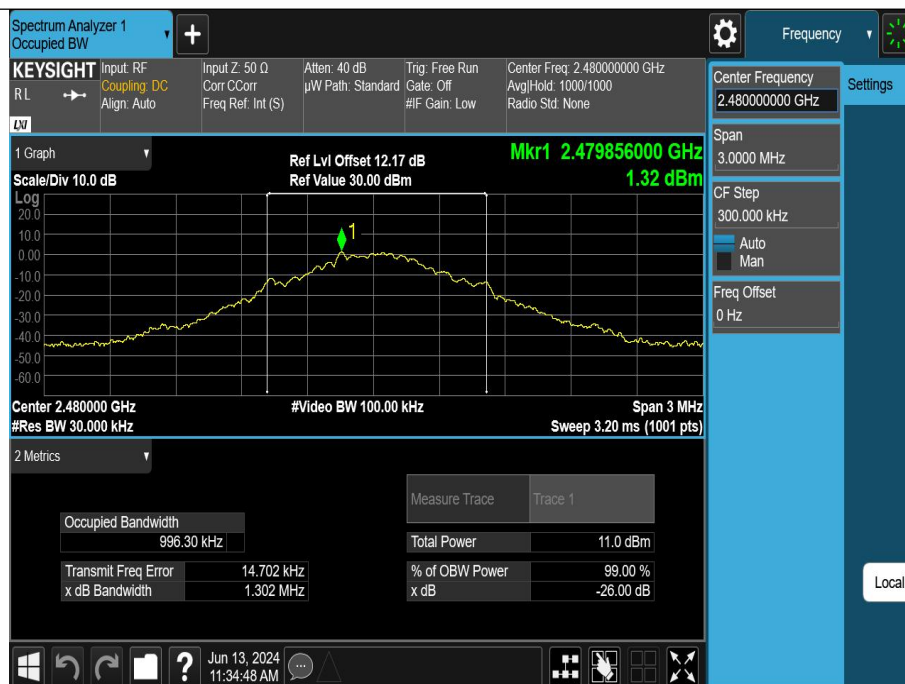 Spectrum Analyzer 1
Occupied BW
Frequency
KEYSIGHT
RL
LXI
Input: RF
Coupling: DC
Align: Auto
Input Z: 50 Ω
Corr CCorr
Freq Ref: Int (S)
Atten: 40 dB
µW Path: Standard
Trig: Free Run
Gate: Off
#IF Gain: Low
Center Freq: 2.480000000 GHz
Avg|Hold: 1000/1000
Radio Std: None
Center Frequency
2.480000000 GHz
Settings
Span
3.0000 MHz
CF Step
300.000 kHz
Auto
Man
Freq Offset
0 Hz
1 Graph
Scale/Div 10.0 dB
Ref Lvl Offset 12.17 dB
Ref Value 30.00 dBm
Mkr1 2.479856000 GHz
1.32 dBm
Log
20.0
10.0
0.00
-10.0
-20.0
-30.0
-40.0
-50.0
-60.0
1
Center 2.480000 GHz
#Video BW 100.00 kHz
Span 3 MHz
#Res BW 30.000 kHz
Sweep 3.20 ms (1001 pts)
2 Metrics
Measure Trace Trace 1
Occupied Bandwidth
996.30 kHz
Total Power 11.0 dBm
Transmit Freq Error 14.702 kHz
% of OBW Power 99.00 %
x dB Bandwidth 1.302 MHz
x dB -26.00 dB
Local
?
Jun 13, 2024
11:34:48 AM